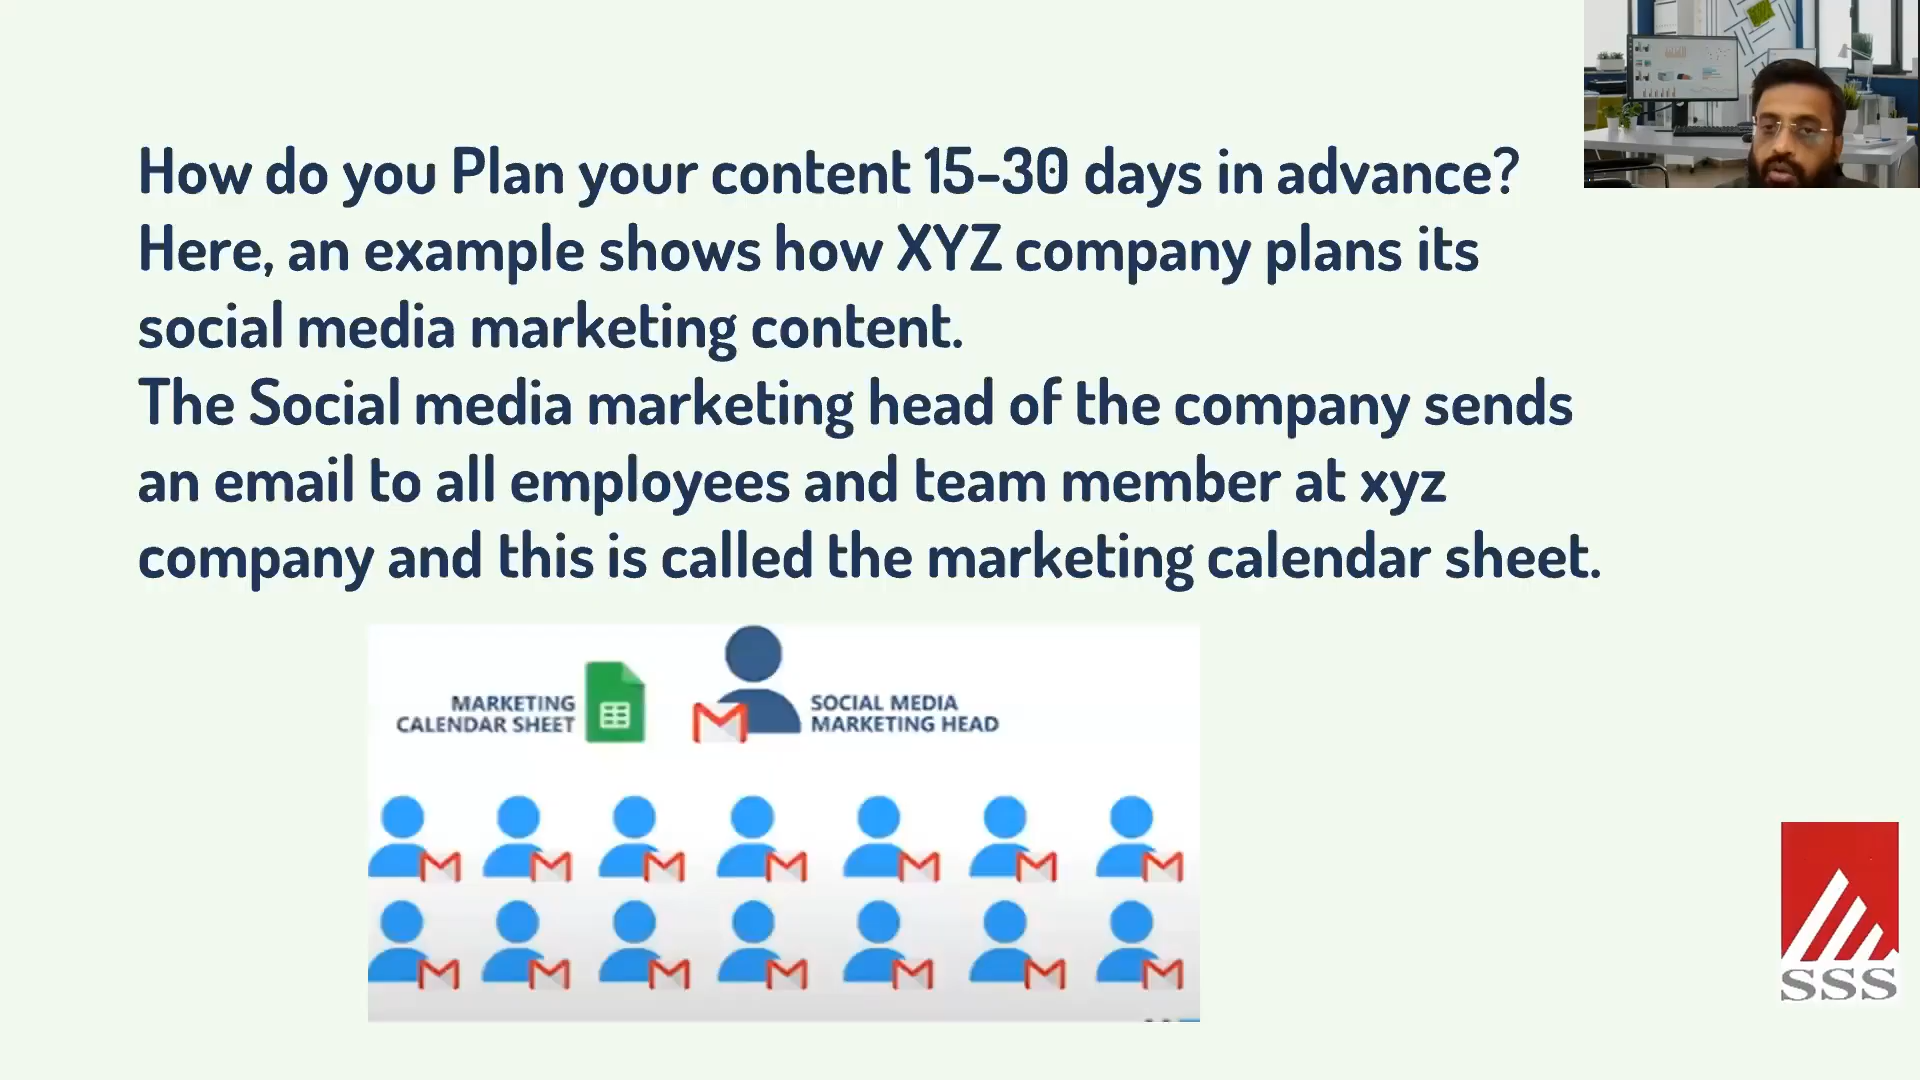 How do you Plan your content 15-30 days in advance?
Here, an example shows how XYZ company plans its
social media marketing content.
The Social media marketing head of the company sends
an email to all employees and team member at xyz
company and this is called the marketing calendar sheet.
MARKETING
CALENDAR SHEET
SOCIAL MEDIA
MARKETING HEAD
SSS